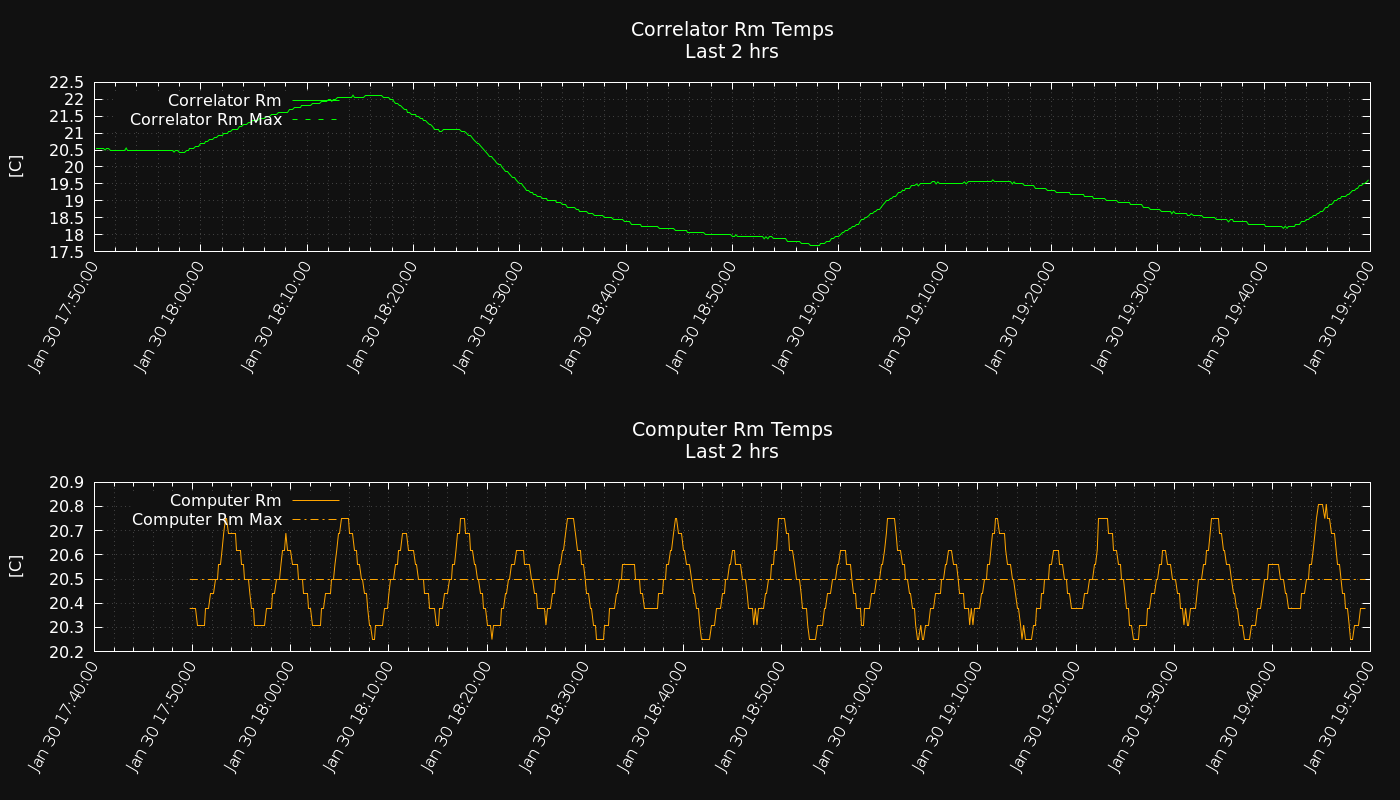 Correlator Rm Temps
Last 2 hrs
22.5
22
21.5
21
20.5
20
19.5
19
18.5
18
17.5
[C]
Correlator Rm
Correlator Rm Max
Jan 30 17:50:00
Jan 30 18:00:00
Jan 30 18:10:00
Jan 30 18:20:00
Jan 30 18:30:00
Jan 30 18:40:00
Jan 30 18:50:00
Jan 30 19:00:00
Jan 30 19:10:00
Jan 30 19:20:00
Jan 30 19:30:00
Jan 30 19:40:00
Jan 30 19:50:00
Computer Rm Temps
Last 2 hrs
20.9
20.8
20.7
20.6
20.5
20.4
20.3
20.2
[C]
Computer Rm
Computer Rm Max
Jan 30 17:40:00
Jan 30 17:50:00
Jan 30 18:00:00
Jan 30 18:10:00
Jan 30 18:20:00
Jan 30 18:30:00
Jan 30 18:40:00
Jan 30 18:50:00
Jan 30 19:00:00
Jan 30 19:10:00
Jan 30 19:20:00
Jan 30 19:30:00
Jan 30 19:40:00
Jan 30 19:50:00